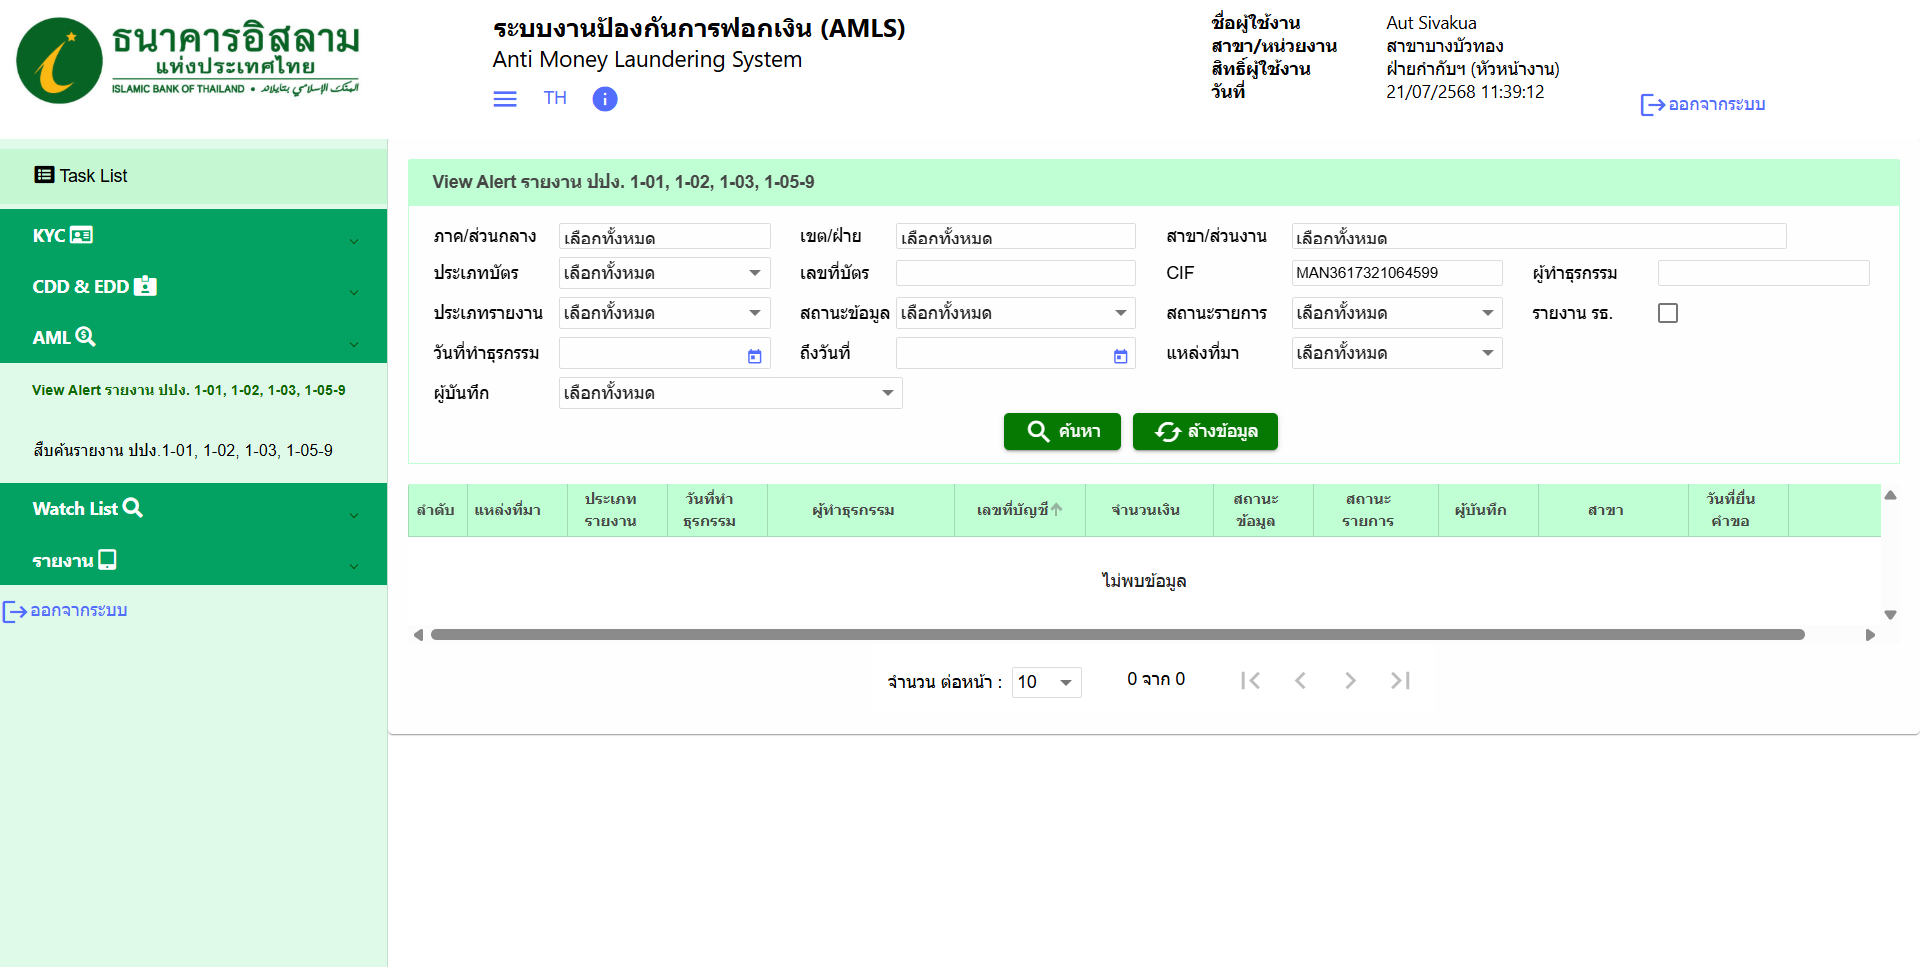 ธนาคารอิสลาม
แห่งประเทศไทย
ISLAMIC BANK OF THAILAND •
ระบบงานป้องกันการฟอกเงิน (AMLS)
Anti Money Laundering System
TH
ชื่อผู้ใช้งาน Aut Sivakua
สาขา/หน่วยงาน สาขาบางบัวทอง
สิทธิ์ผู้ใช้งาน ฝ่ายกำกับฯ (หัวหน้างาน)
วันที่ 21/07/2568 11:39:12
ออกจากระบบ
Task List
KYC
CDD & EDD
AML
View Alert รายงาน ปปง. 1-01, 1-02, 1-03, 1-05-9
สืบค้นรายงาน ปปง.1-01, 1-02, 1-03, 1-05-9
Watch List
รายงาน
ออกจากระบบ
View Alert รายงาน ปปง. 1-01, 1-02, 1-03, 1-05-9
ภาค/ส่วนกลาง เลือกทั้งหมด เขต/ฝ่าย เลือกทั้งหมด สาขา/ส่วนงาน เลือกทั้งหมด
ประเภทบัตร เลือกทั้งหมด เลขที่บัตร CIF MAN3617321064599 ผู้ทำธุรกรรม
ประเภทรายงาน เลือกทั้งหมด สถานะข้อมูล เลือกทั้งหมด สถานะรายการ เลือกทั้งหมด รายงาน รธ.
วันที่ทำธุรกรรม ถึงวันที่ แหล่งที่มา เลือกทั้งหมด
ผู้บันทึก เลือกทั้งหมด
ค้นหา ล้างข้อมูล
ลำดับ แหล่งที่มา ประเภทรายงาน วันที่ทำธุรกรรม ผู้ทำธุรกรรม เลขที่บัญชี จำนวนเงิน สถานะข้อมูล สถานะรายการ ผู้บันทึก สาขา วันที่ยื่นคำขอ
ไม่พบข้อมูล
จำนวน ต่อหน้า : 10 0 จาก 0